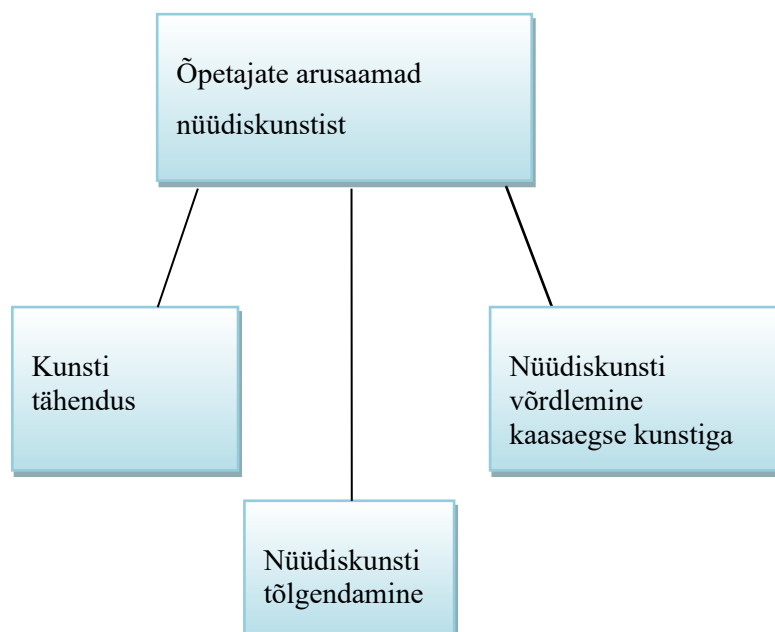 Õpetajate arusaamad
nüüdiskunstist
Kunsti
tähendus
Nüüdiskunsti
võrdlemine
kaasaegse kunstiga
Nüüdiskunsti
tõlgendamine